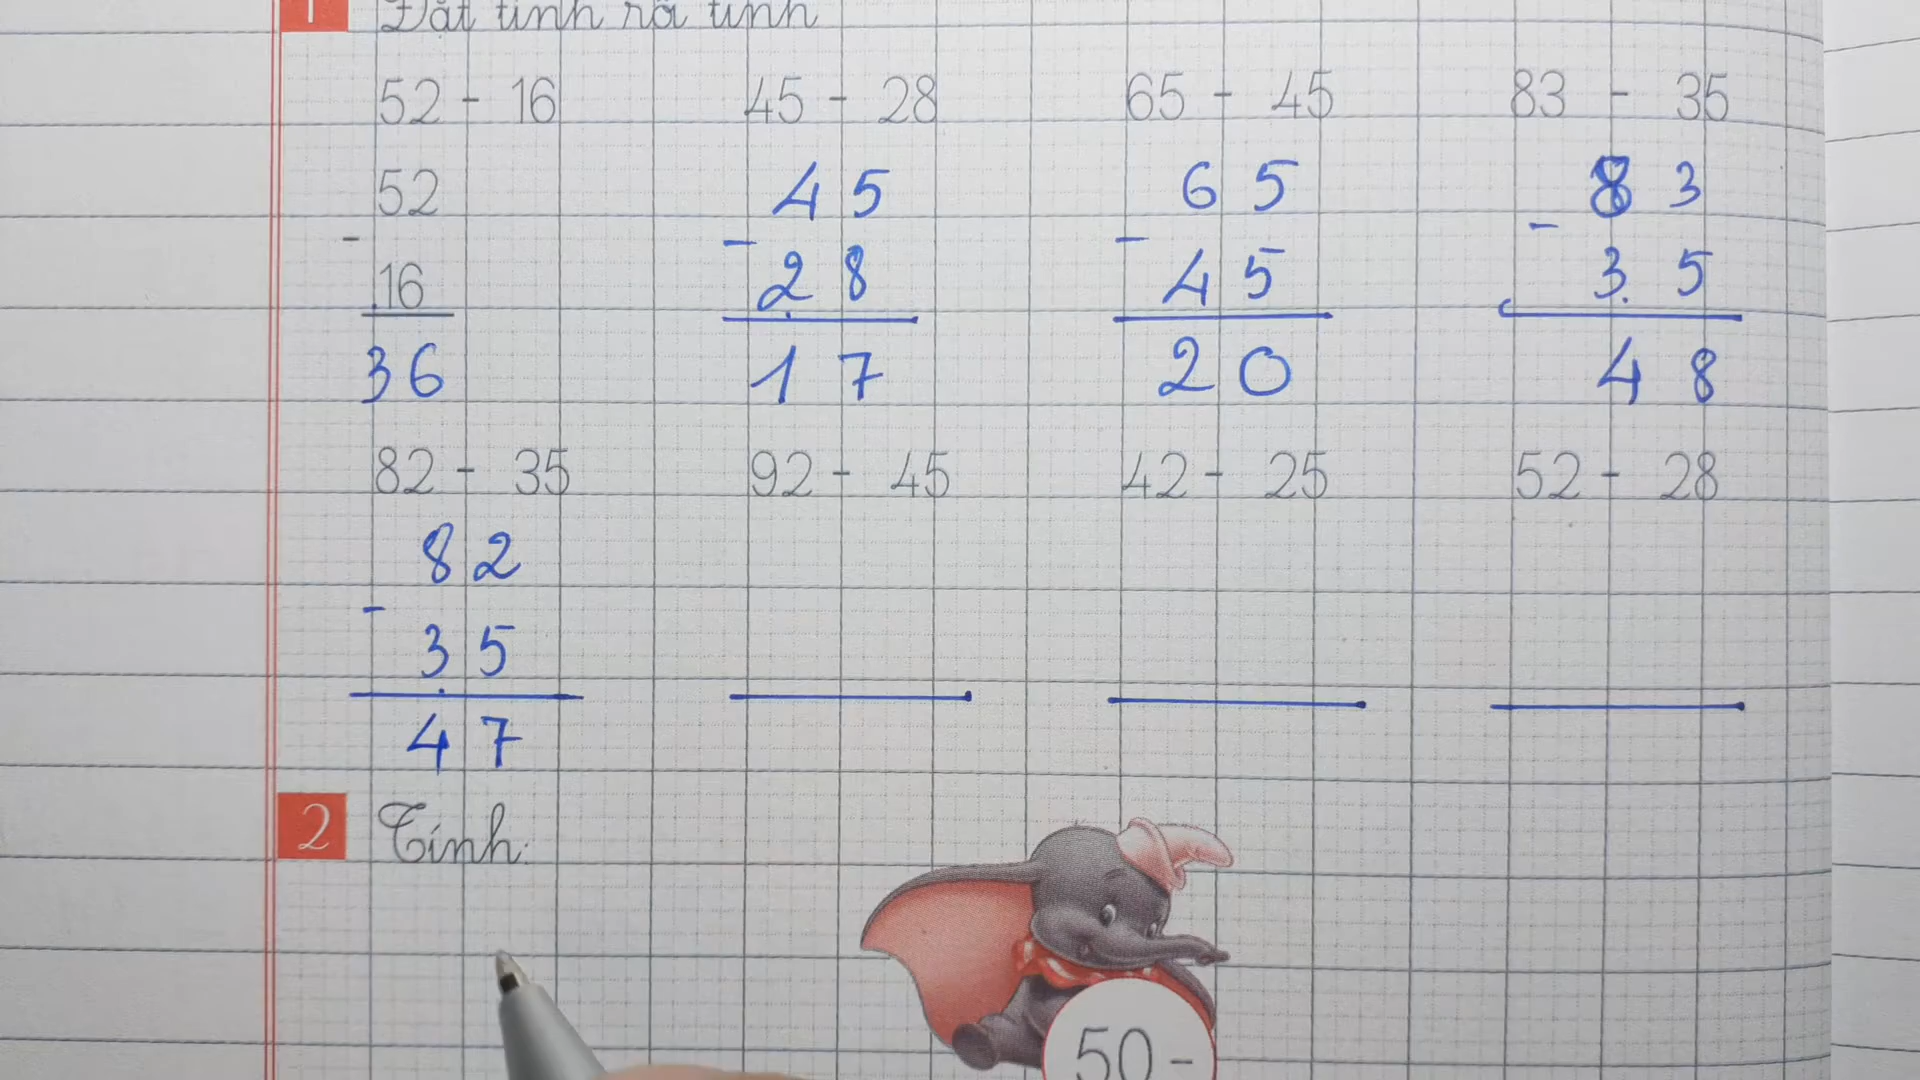 1 Đặt tính rồi tính
52 - 16 45 - 28 65 - 45 83 - 35
52 45 65 83
- - - -
16 28 45 35
36 17 20 48
82 - 35 92 - 45 42 - 25 52 - 28
82
-
35
47
2 Tính.
50 -